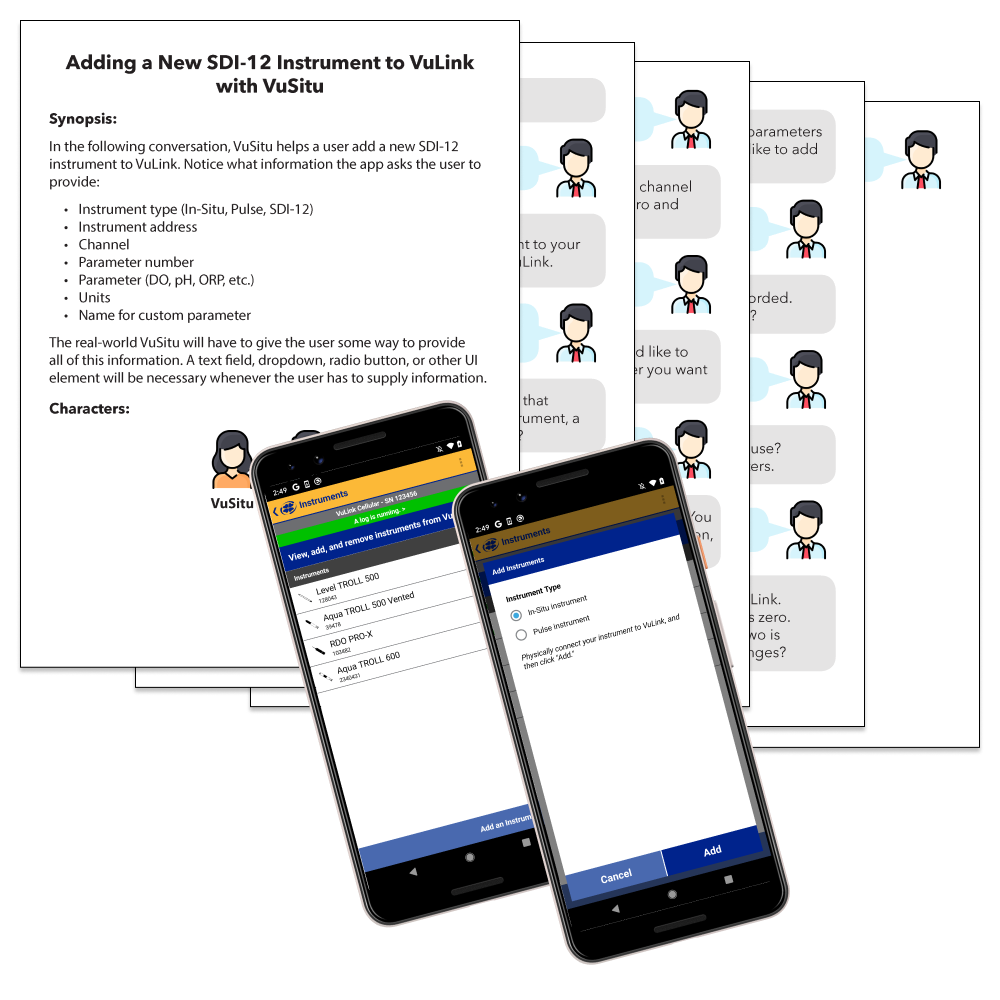 Adding a New SDI-12 Instrument to VuLink
with VuSitu
Synopsis:
In the following conversation, VuSitu helps a user add a new SDI-12
instrument to VuLink. Notice what information the app asks the user to
provide:
• Instrument type (In-Situ, Pulse, SDI-12)
• Instrument address
• Channel
• Parameter number
• Parameter (DO, pH, ORP, etc.)
• Units
• Name for custom parameter
The real-world VuSitu will have to give the user some way to provide
all of this information. A text field, dropdown, radio button, or other UI
element will be necessary whenever the user has to supply information.
Characters:
VuSitu
nt to your
uLink.
that
rument, a
?
channel
ro and
d like to
er you want
You
on,
parameters
like to add
orded.
?
use?
ers.
Link.
s zero.
wo is
nges?
2:49
Instruments
VuLink Cellular - SN 123456
A log is running. >
View, add, and remove instruments from Vu
Instruments
Level TROLL 500
128043
Aqua TROLL 500 Vented
39478
RDO PRO-X
103482
Aqua TROLL 600
2340431
Add an Instrum
2:49
Instruments
Add Instruments
Instrument Type
In-Situ instrument
Pulse instrument
Physically connect your instrument to VuLink, and
then click "Add."
Cancel
Add